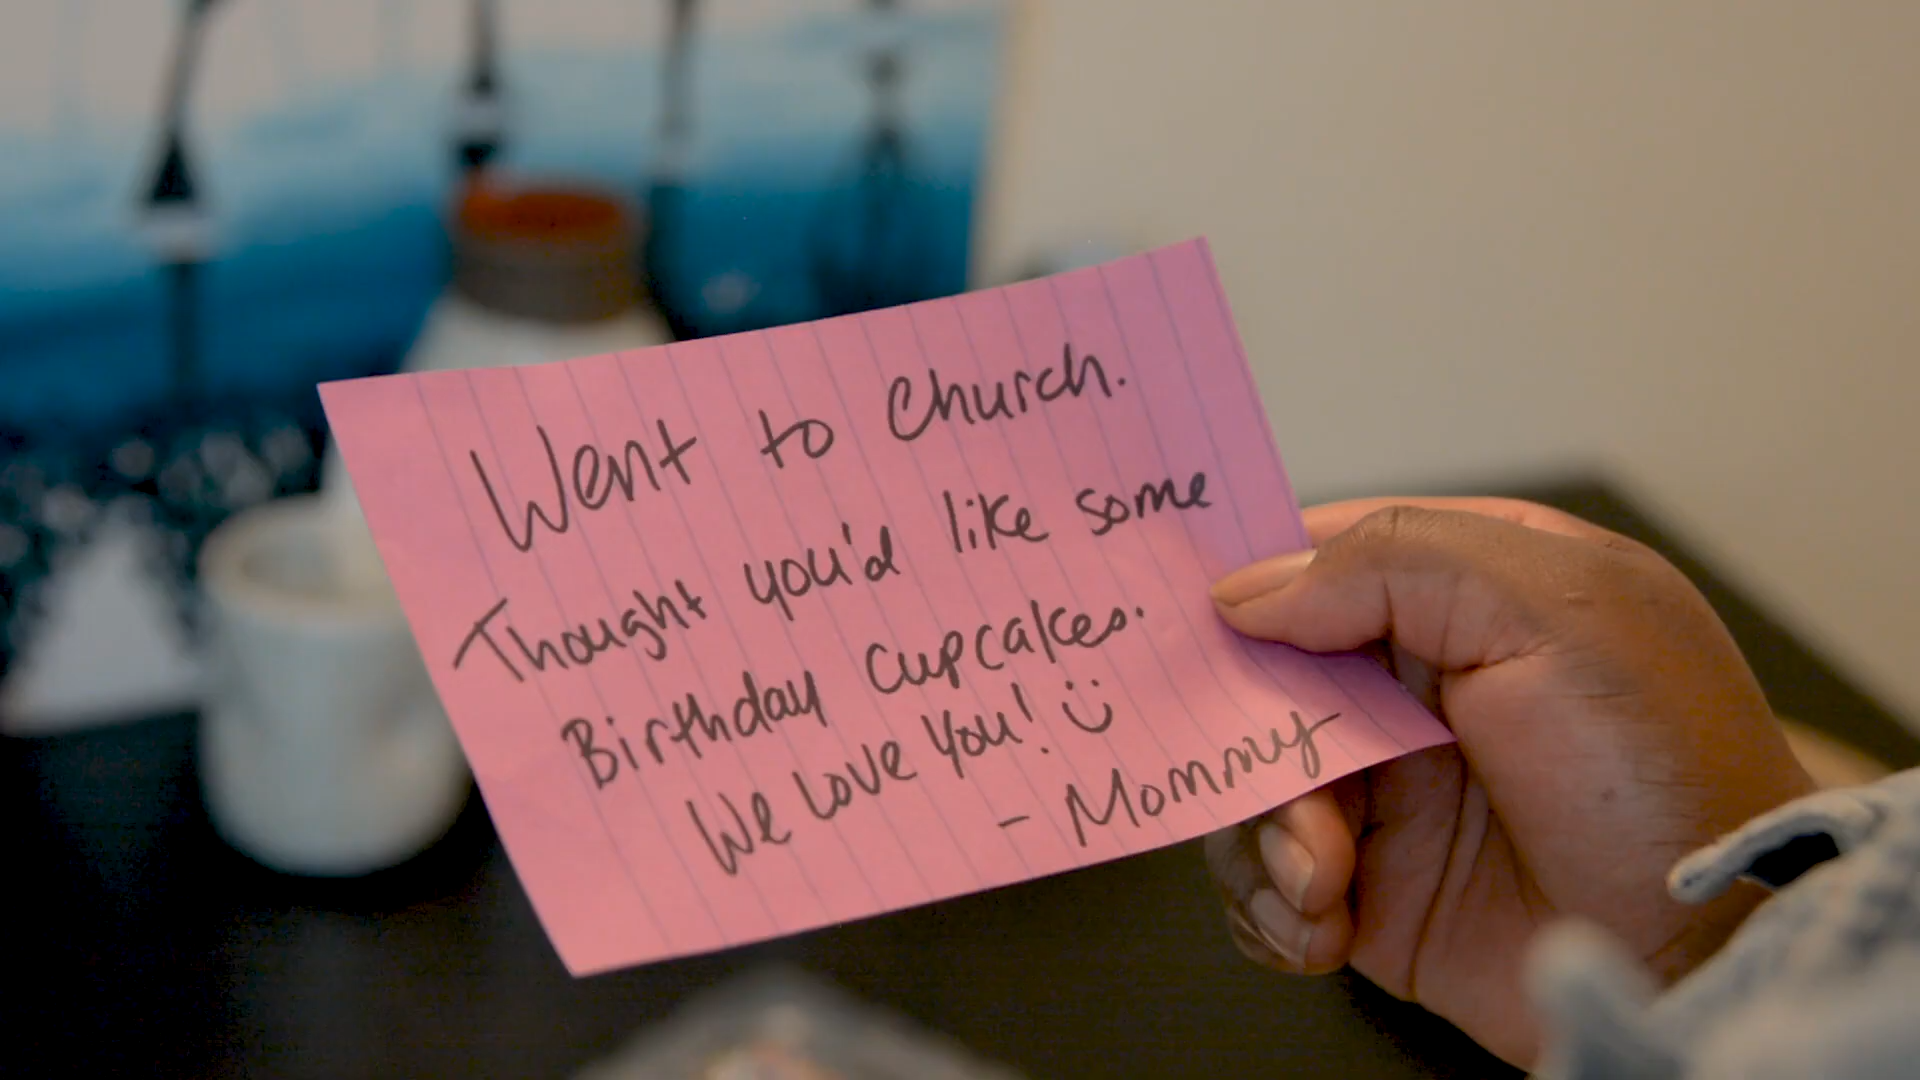 Went to Church.
Thought you'd like some
Birthday cupcakes.
We love you! :)
- Mommy